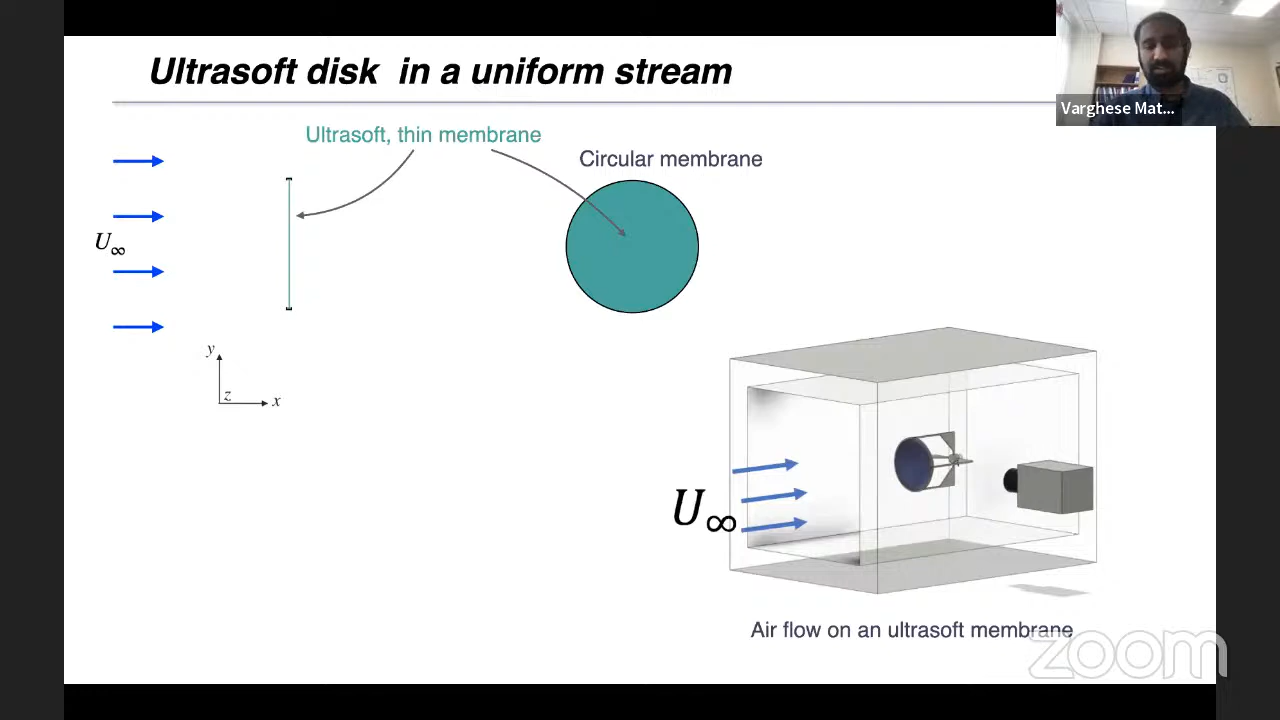 Ultrasoft disk in a uniform stream
Varghese Mat...
Ultrasoft, thin membrane
Circular membrane
U∞
y
z
x
U∞
Air flow on an ultrasoft membrane
zoom